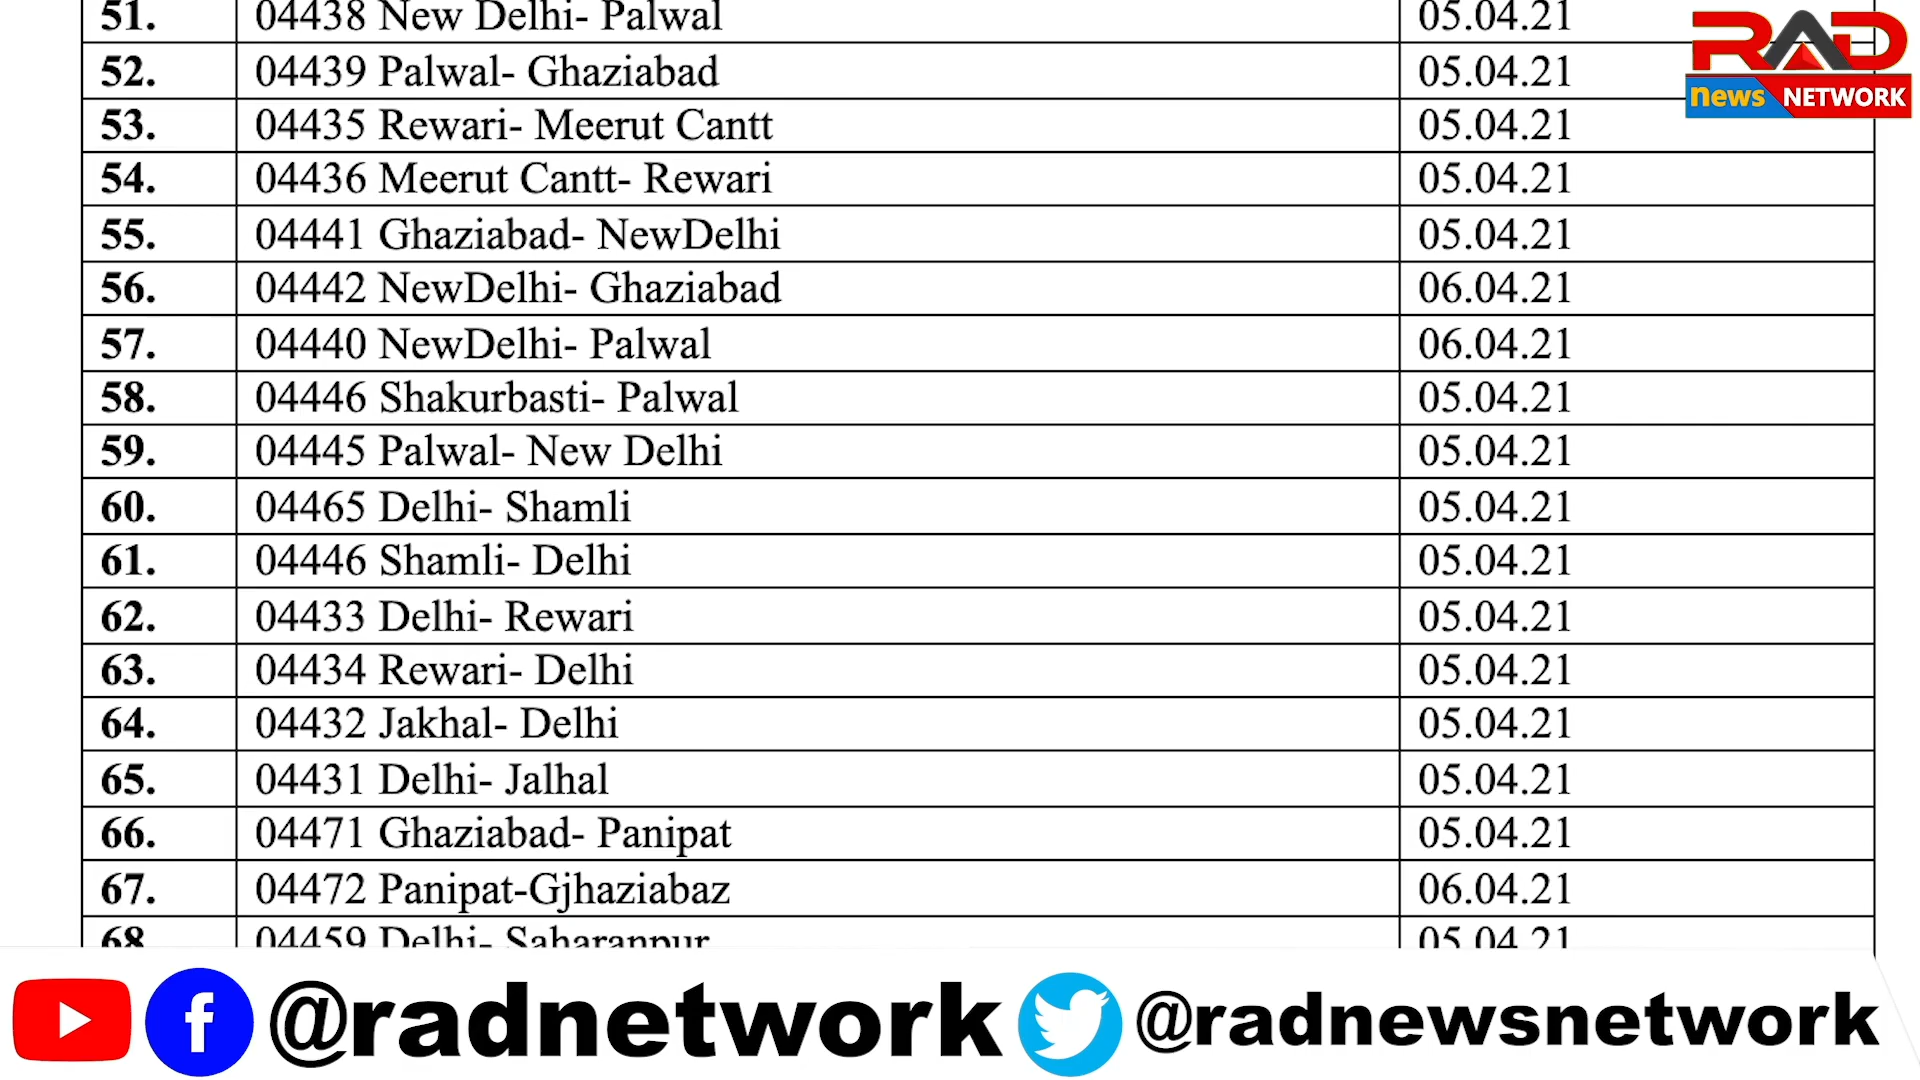 51. 04438 New Delhi- Palwal 05.04.21
52. 04439 Palwal- Ghaziabad 05.04.21
53. 04435 Rewari- Meerut Cantt 05.04.21
54. 04436 Meerut Cantt- Rewari 05.04.21
55. 04441 Ghaziabad- NewDelhi 05.04.21
56. 04442 NewDelhi- Ghaziabad 06.04.21
57. 04440 NewDelhi- Palwal 06.04.21
58. 04446 Shakurbasti- Palwal 05.04.21
59. 04445 Palwal- New Delhi 05.04.21
60. 04465 Delhi- Shamli 05.04.21
61. 04446 Shamli- Delhi 05.04.21
62. 04433 Delhi- Rewari 05.04.21
63. 04434 Rewari- Delhi 05.04.21
64. 04432 Jakhal- Delhi 05.04.21
65. 04431 Delhi- Jalhal 05.04.21
66. 04471 Ghaziabad- Panipat 05.04.21
67. 04472 Panipat-Gjhaziabaz 06.04.21
68 04459 Delhi- Saharanpur 05.04.21
RAD
news NETWORK
@radnetwork @radnewsnetwork